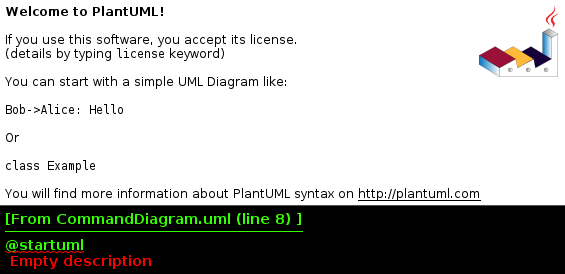 Welcome to PlantUML!
If you use this software, you accept its license.
(details by typing license keyword)
You can start with a simple UML Diagram like:
Bob->Alice: Hello
Or
class Example
You will find more information about PlantUML syntax on http://plantuml.com
[From CommandDiagram.uml (line 8) ]
@startuml
Empty description